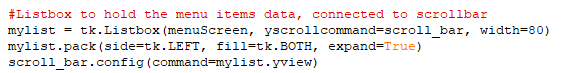 #Listbox to hold the menu items data, connected to scrollbar
mylist = tk.Listbox(menuScreen, yscrollcommand=scroll_bar, width=80)
mylist.pack(side=tk.LEFT, fill=tk.BOTH, expand=True)
scroll_bar.config(command=mylist.yview)